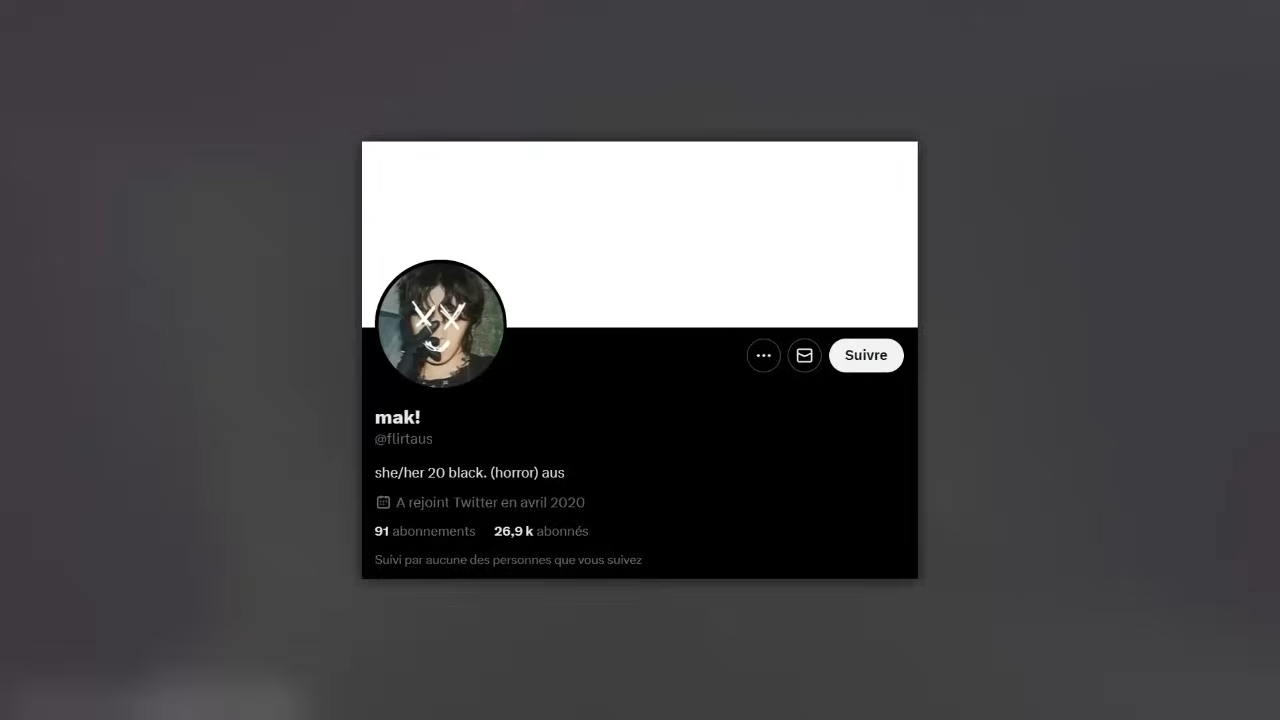 Suivre
mak!
@flirtaus
she/her 20 black. (horror) aus
A rejoint Twitter en avril 2020
91 abonnements 26,9 k abonnés
Suivi par aucune des personnes que vous suivez